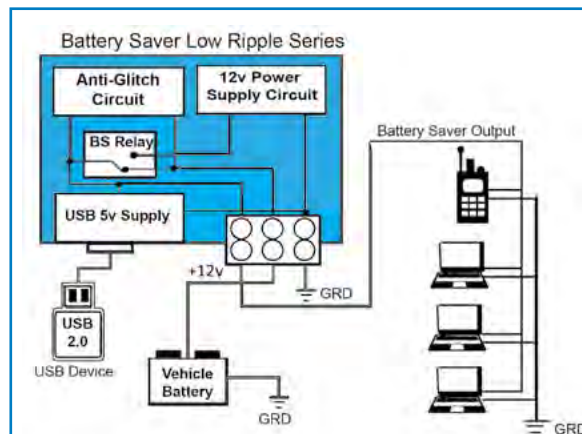 Battery Saver Low Ripple Series
Anti-Glitch
Circuit
12v Power
Supply Circuit
BS Relay
USB 5v Supply
Battery Saver Output
+12v
GRD
USB
2.0
USB Device
Vehicle
Battery
GRD
GRD